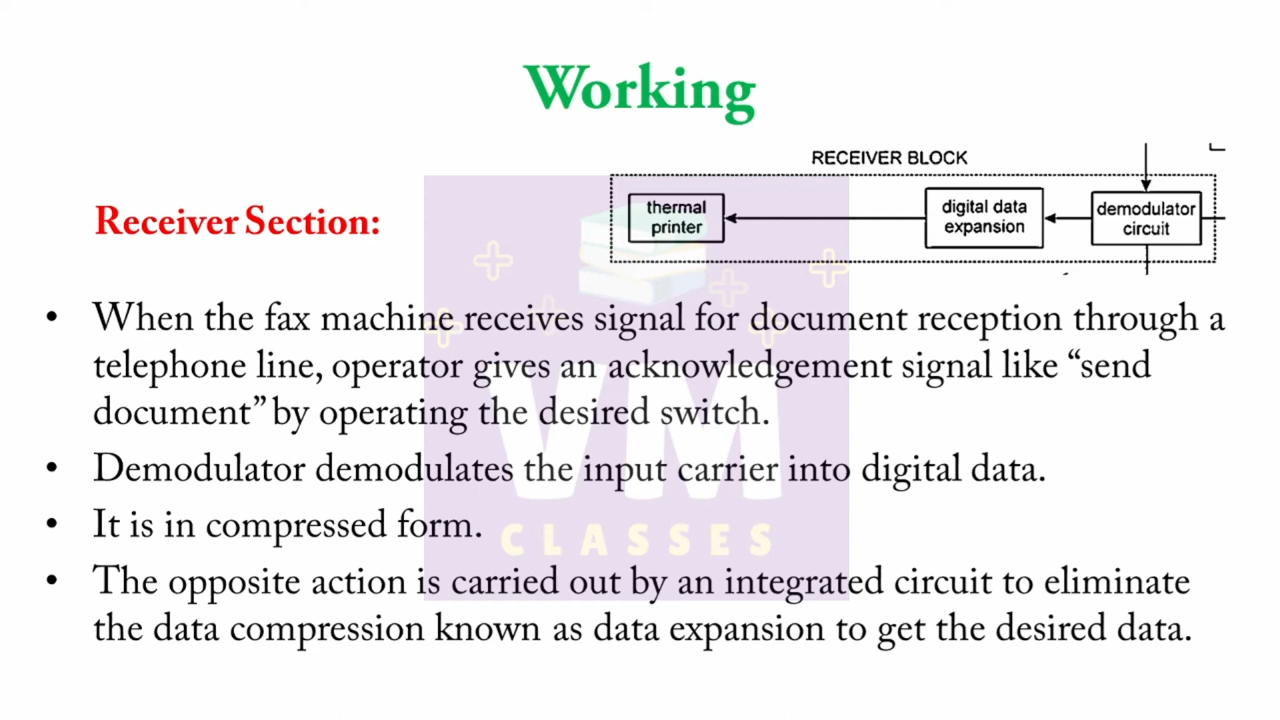 Working
RECEIVER BLOCK
thermal
printer
digital data
expansion
demodulator
circuit
Receiver Section:
• When the fax machine receives signal for document reception through a
telephone line, operator gives an acknowledgement signal like “send
document” by operating the desired switch.
• Demodulator demodulates the input carrier into digital data.
• It is in compressed form.
• The opposite action is carried out by an integrated circuit to eliminate
the data compression known as data expansion to get the desired data.
VM
CLASSES